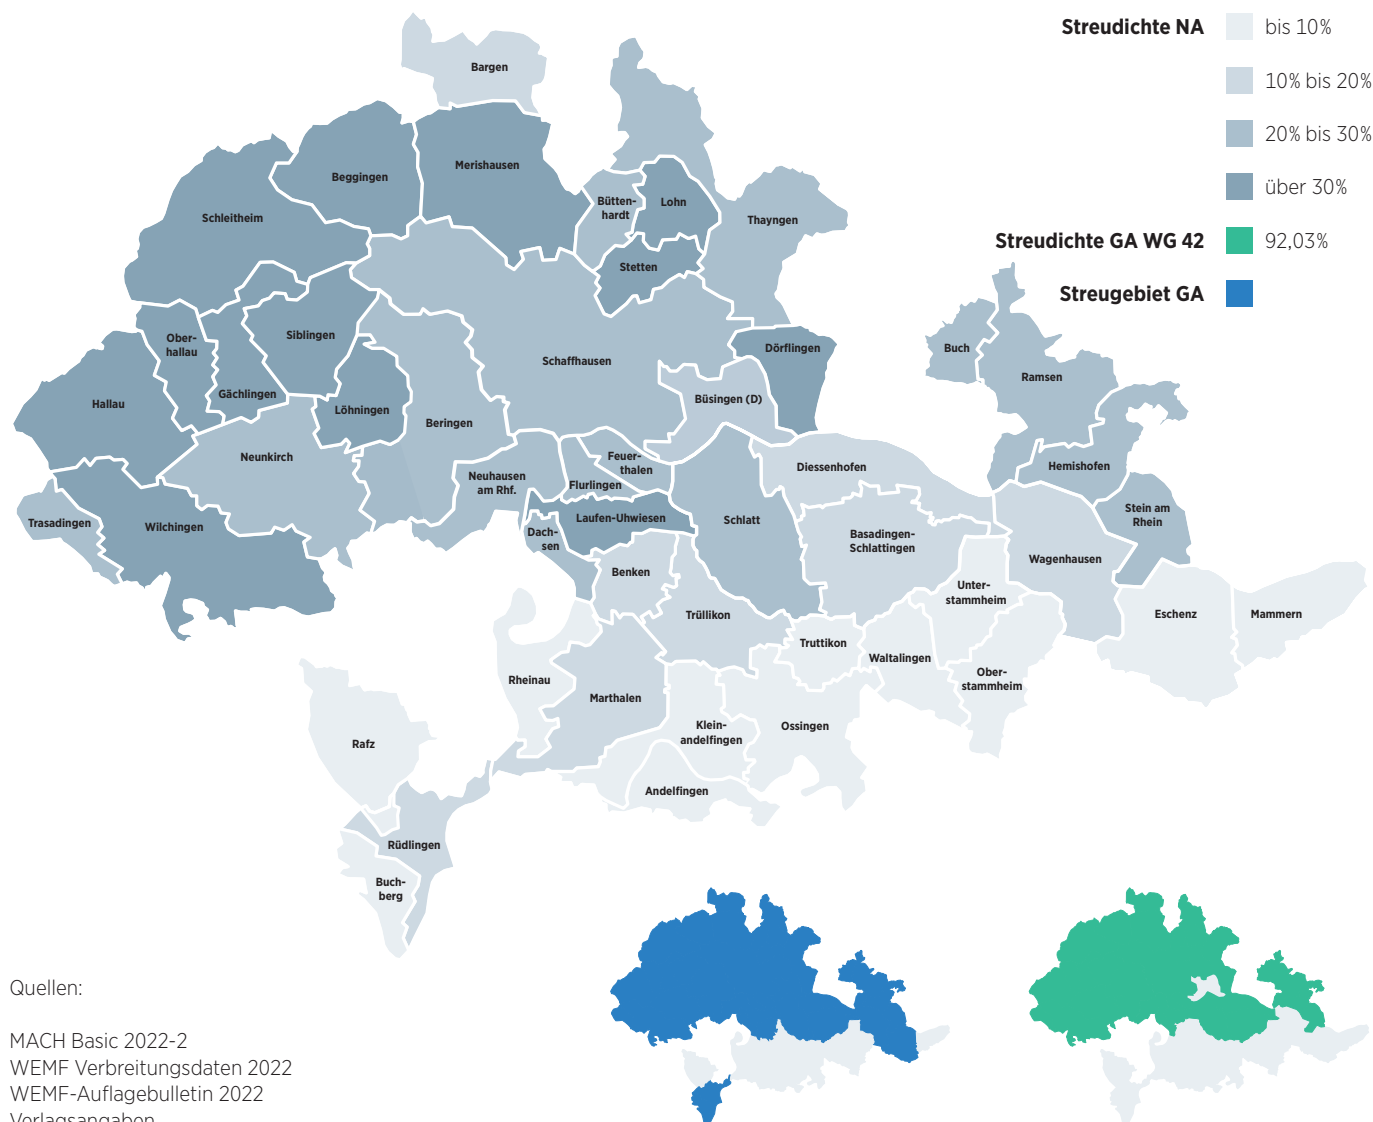 Streudichte NA
bis 10%
10% bis 20%
20% bis 30%
über 30%
Streudichte GA WG 42
92,03%
Streugebiet GA
Bargen
Merishausen
Beggingen
Schleitheim
Bütten-
hardt
Lohn
Thayngen
Stetten
Siblingen
Ober-
hallau
Gächlingen
Hallau
Löhningen
Beringen
Schaffhausen
Dörflingen
Büsingen (D)
Buch
Ramsen
Hemishofen
Stein am
Rhein
Neunkirch
Trasadingen
Wilchingen
Neuhausen
am Rhf.
Feuer-
thalen
Flurlingen
Laufen-Uhwiesen
Dach-
sen
Schlatt
Diessenhofen
Basadingen-
Schlattingen
Wagenhausen
Benken
Trüllikon
Unter-
stammheim
Eschenz
Mammern
Truttikon
Waltalingen
Ober-
stammheim
Rheinau
Marthalen
Klein-
andelfingen
Ossingen
Andelfingen
Rafz
Rüdlingen
Buch-
berg
Quellen:
MACH Basic 2022-2
WEMF Verbreitungsdaten 2022
WEMF-Auflagebulletin 2022
Verlagsangaben